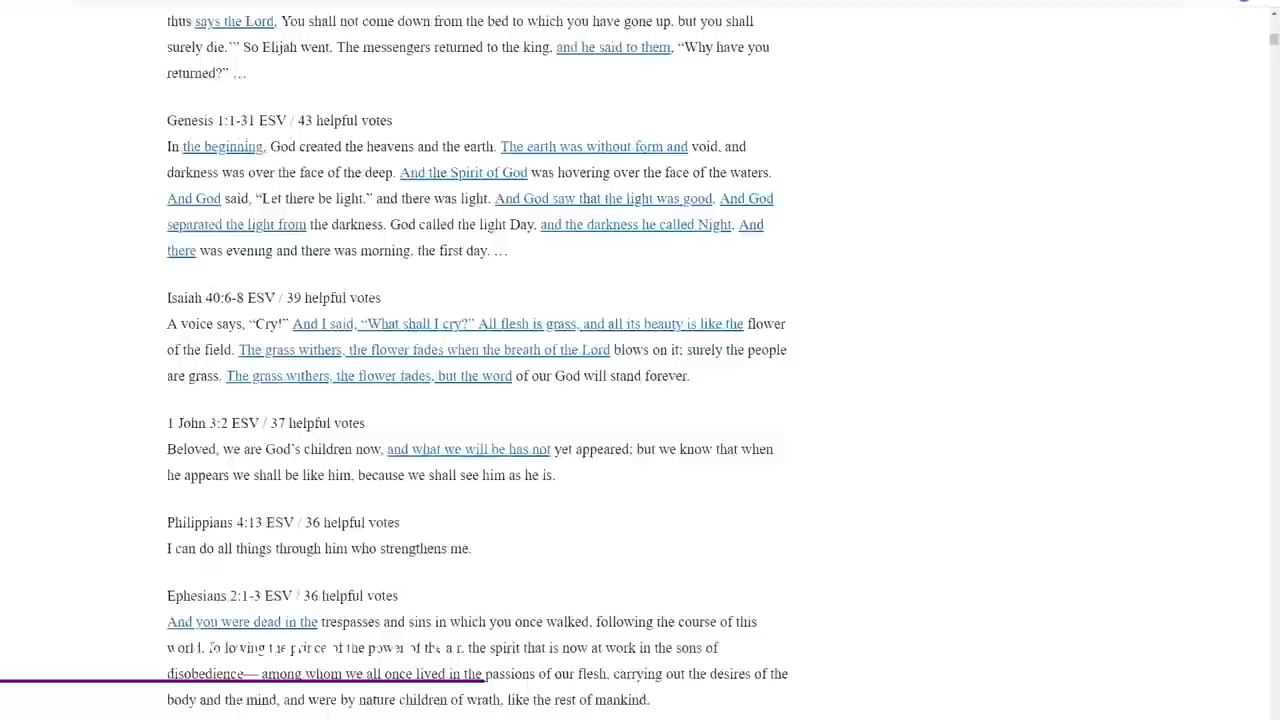 thus says the Lord, You shall not come down from the bed to which you have gone up, but you shall
surely die.’” So Elijah went. The messengers returned to the king, and he said to them, “Why have you
returned?” …
Genesis 1:1-31 ESV / 43 helpful votes
In the beginning, God created the heavens and the earth. The earth was without form and void, and
darkness was over the face of the deep. And the Spirit of God was hovering over the face of the waters.
And God said, “Let there be light,” and there was light. And God saw that the light was good. And God
separated the light from the darkness. God called the light Day, and the darkness he called Night. And
there was evening and there was morning, the first day. …
Isaiah 40:6-8 ESV / 39 helpful votes
A voice says, “Cry!” And I said, “What shall I cry?” All flesh is grass, and all its beauty is like the flower
of the field. The grass withers, the flower fades when the breath of the Lord blows on it; surely the people
are grass. The grass withers, the flower fades, but the word of our God will stand forever.
1 John 3:2 ESV / 37 helpful votes
Beloved, we are God’s children now, and what we will be has not yet appeared; but we know that when
he appears we shall be like him, because we shall see him as he is.
Philippians 4:13 ESV / 36 helpful votes
I can do all things through him who strengthens me.
Ephesians 2:1-3 ESV / 36 helpful votes
And you were dead in the trespasses and sins in which you once walked, following the course of this
world, following the prince of the power of the air, the spirit that is now at work in the sons of
disobedience— among whom we all once lived in the passions of our flesh, carrying out the desires of the
body and the mind, and were by nature children of wrath, like the rest of mankind.